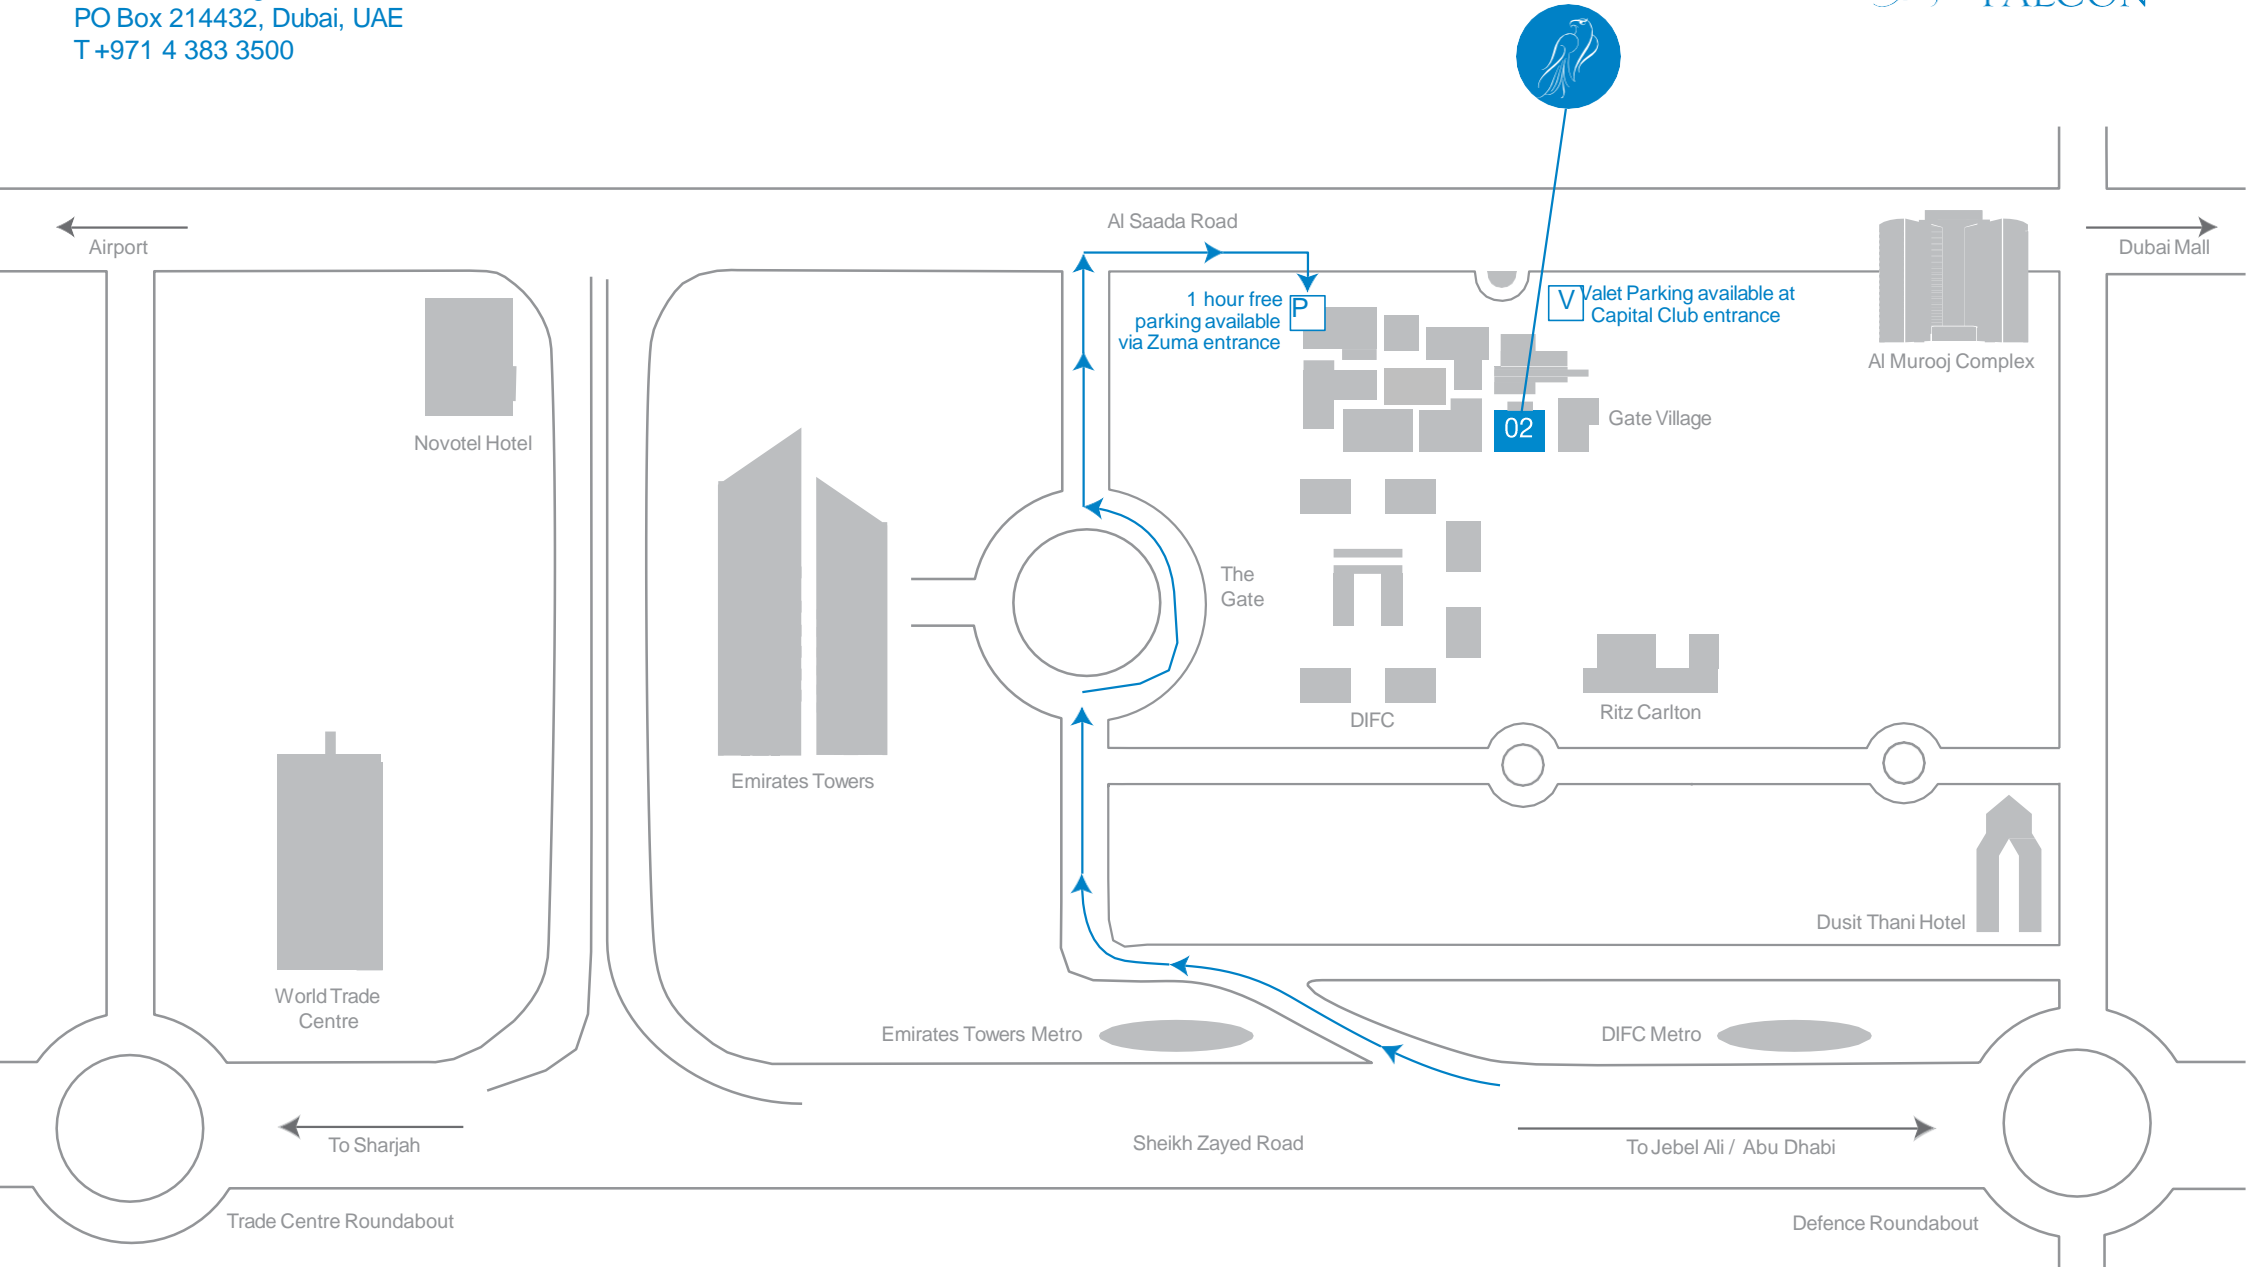 PO Box 214432, Dubai, UAE
T +971 4 383 3500
FALCON
Al Saada Road
Airport
Dubai Mall
1 hour free
parking available
via Zuma entrance
P
V
Valet Parking available at
Capital Club entrance
Al Murooj Complex
Novotel Hotel
02
Gate Village
The
Gate
Ritz Carlton
DIFC
Emirates Towers
Dusit Thani Hotel
World Trade
Centre
Emirates Towers Metro
DIFC Metro
To Sharjah
Sheikh Zayed Road
To Jebel Ali / Abu Dhabi
Trade Centre Roundabout
Defence Roundabout